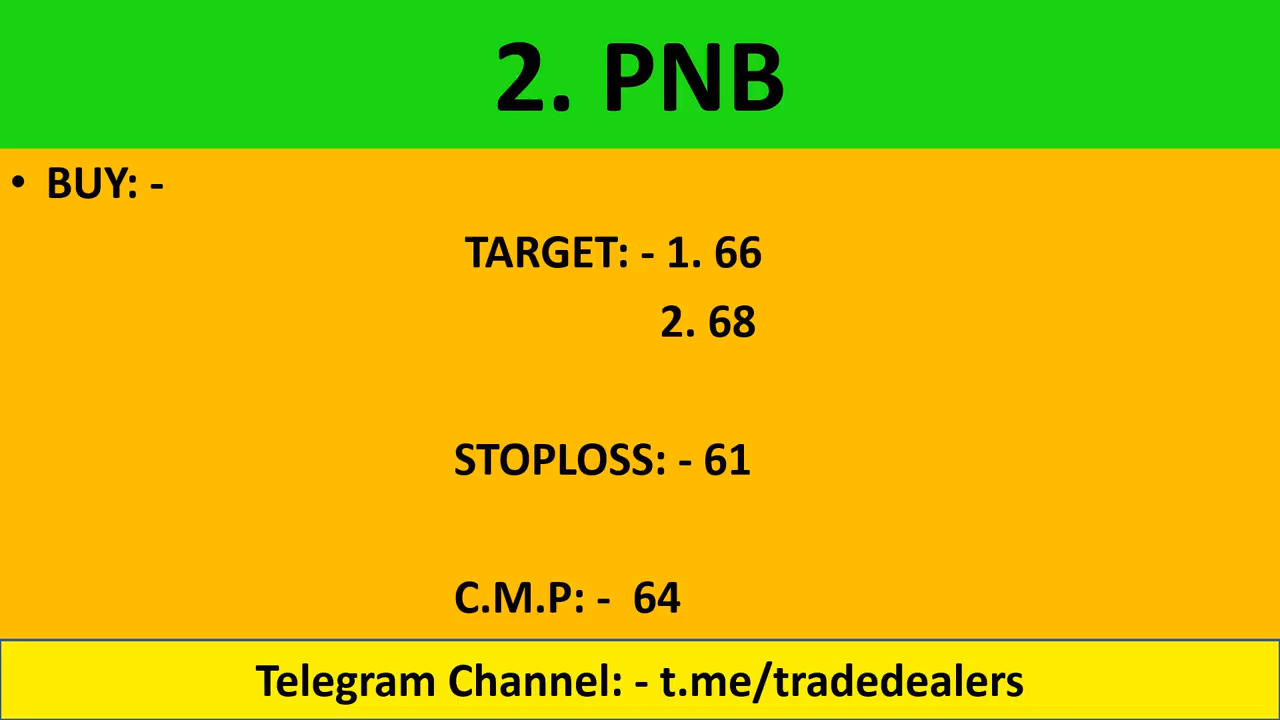 2. PNB
• BUY: -
TARGET: - 1. 66
2. 68
STOPLOSS: - 61
C.M.P: - 64
Telegram Channel: - t.me/tradedealers